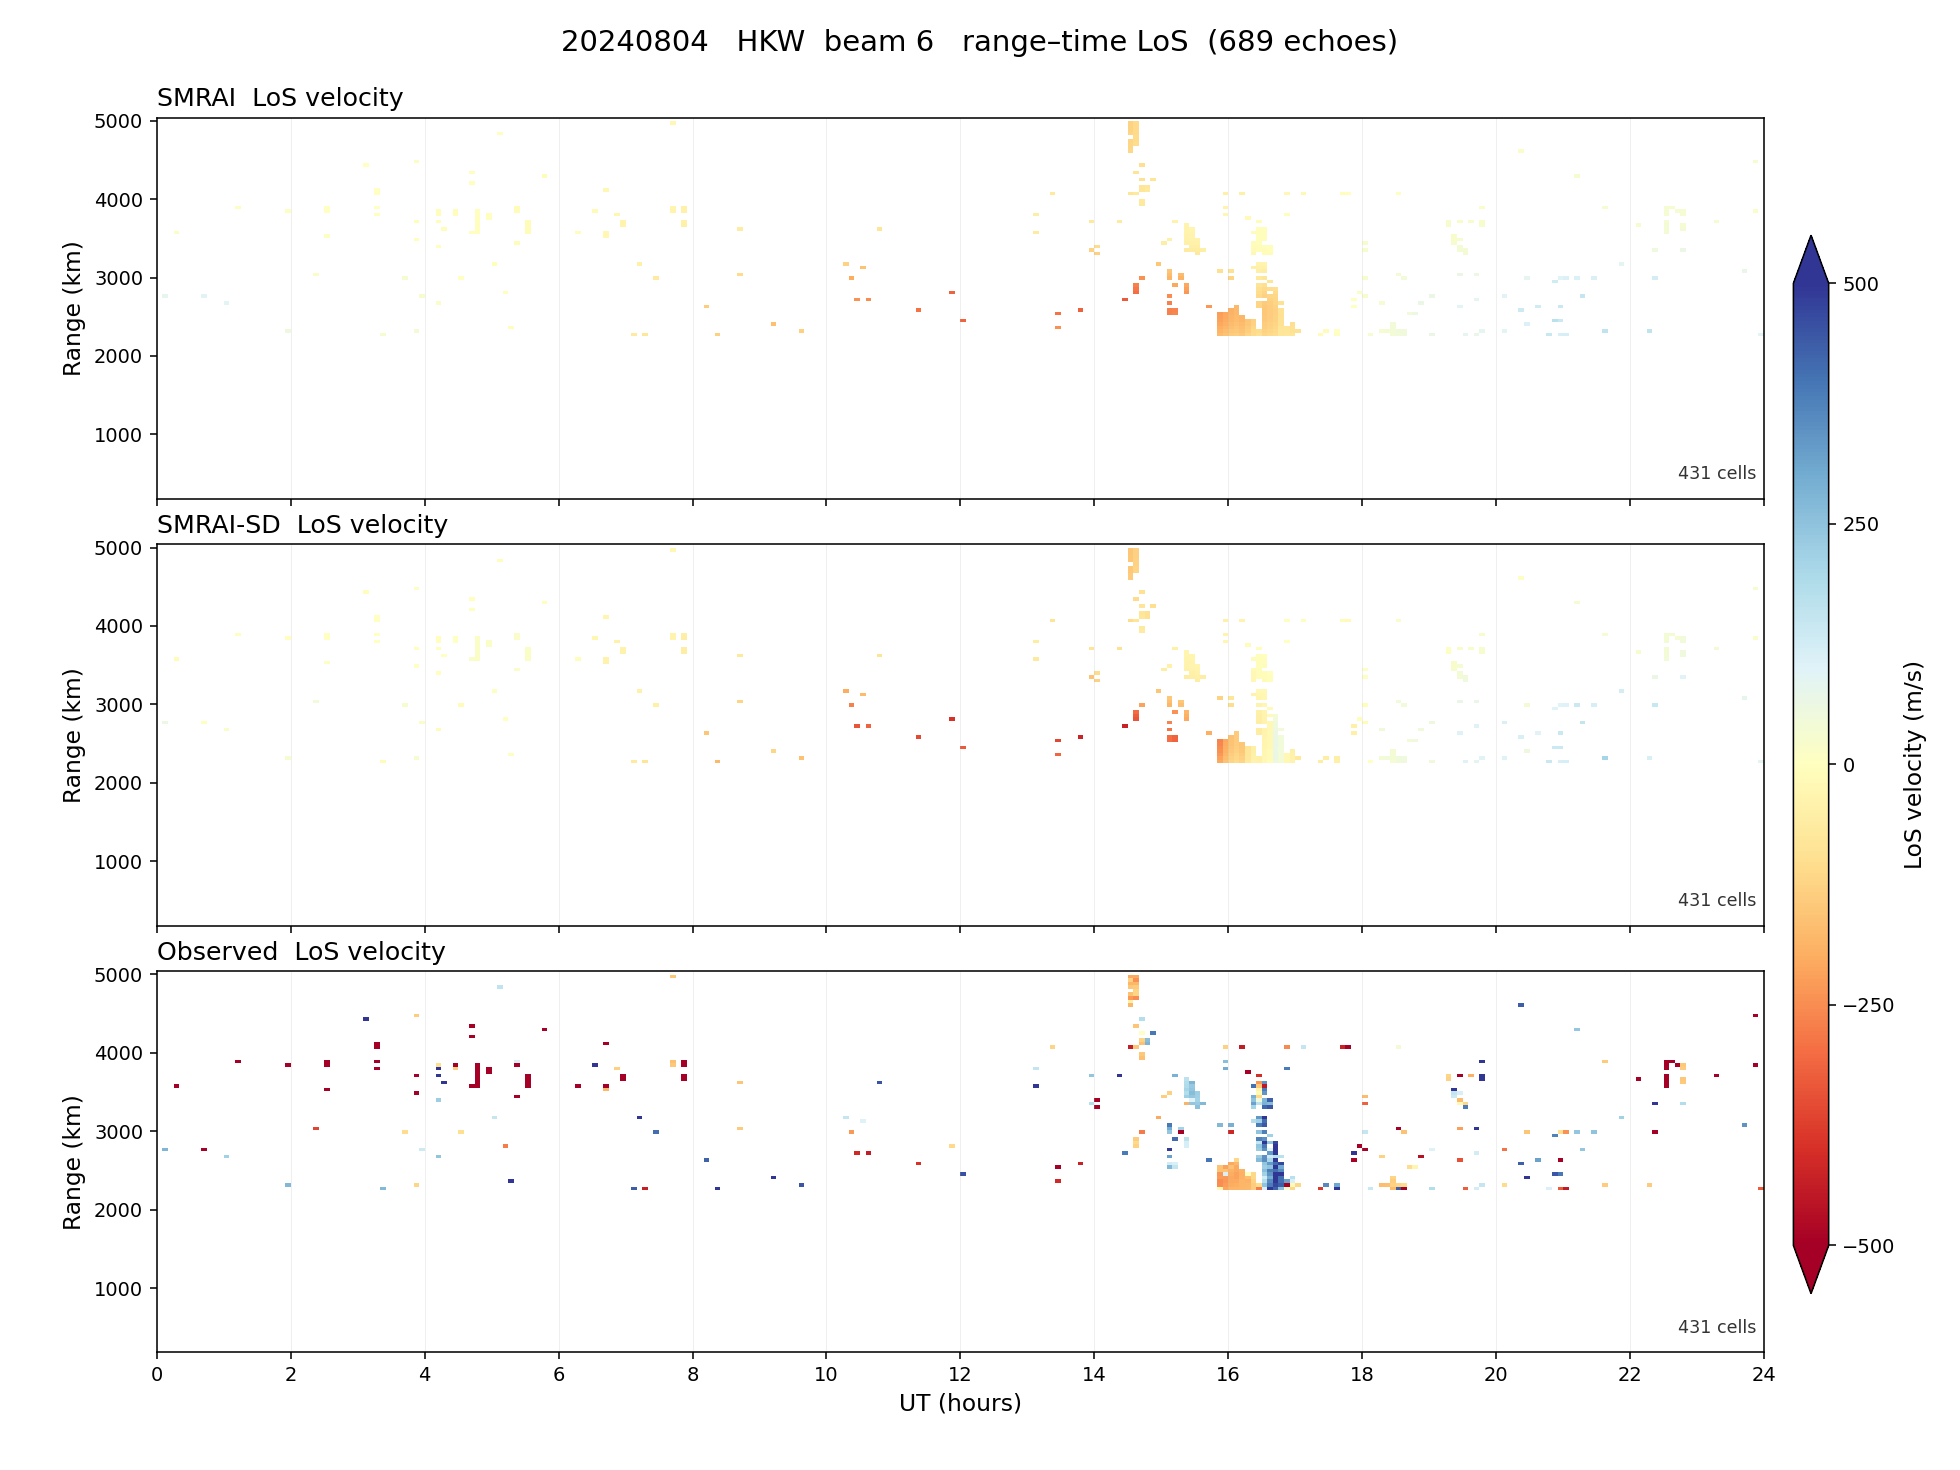 20240804   HKW  beam 6   range–time LoS  (689 echoes)
SMRAI  LoS velocity
5000
4000
3000
2000
1000
Range (km)
431 cells
SMRAI-SD  LoS velocity
5000
4000
3000
2000
1000
Range (km)
431 cells
Observed  LoS velocity
5000
4000
3000
2000
1000
Range (km)
431 cells
0 2 4 6 8 10 12 14 16 18 20 22 24
UT (hours)
500
250
0
−250
−500
LoS velocity (m/s)